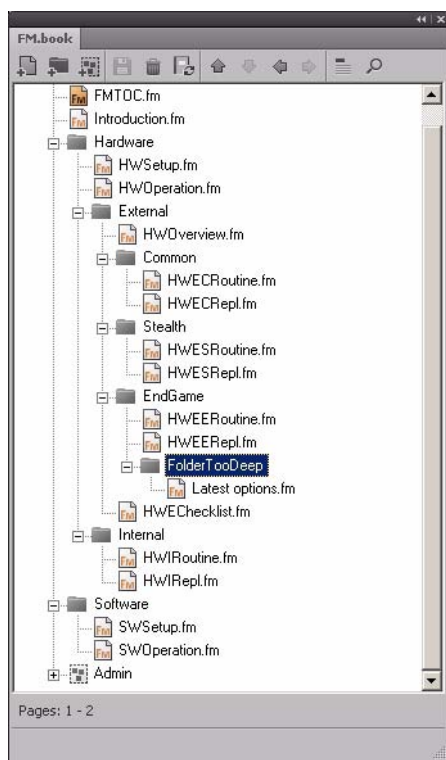 FM.book
FMTOC.fm
Introduction.fm
Hardware
HWSetup.fm
HWOperation.fm
External
HWOverview.fm
Common
HWECRoutine.fm
HWECRepl.fm
Stealth
HWESRoutine.fm
HWESRepl.fm
EndGame
HWEERoutine.fm
HWEERepl.fm
FolderTooDeep
Latest options.fm
HWEChecklist.fm
Internal
HWIRoutine.fm
HWIRepl.fm
Software
SWSetup.fm
SWOperation.fm
Admin
Pages: 1 - 2